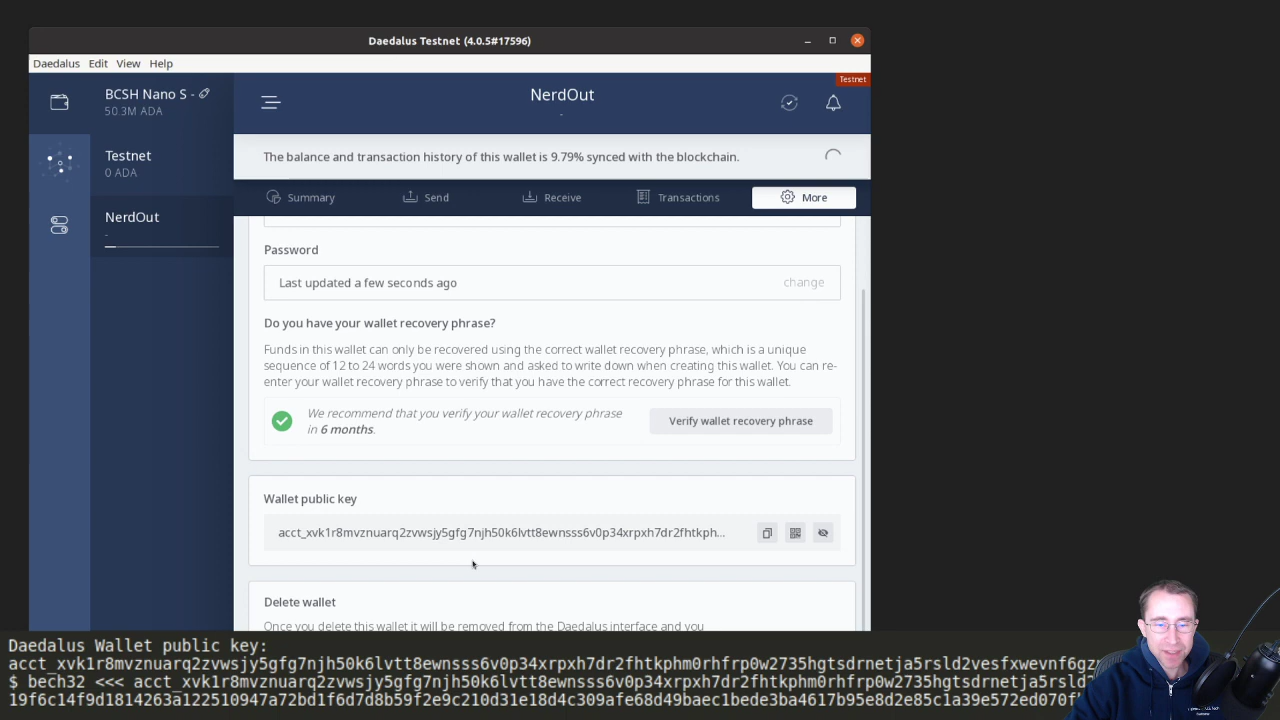 Daedalus Testnet (4.0.5#17596)
Daedalus Edit View Help
Testnet
BCSH Nano S -
50.3M ADA
NerdOut
-
Testnet
0 ADA
The balance and transaction history of this wallet is 9.79% synced with the blockchain.
Summary Send Receive Transactions More
NerdOut
-
Password
Last updated a few seconds ago change
Do you have your wallet recovery phrase?
Funds in this wallet can only be recovered using the correct wallet recovery phrase, which is a unique
sequence of 12 to 24 words you were shown and asked to write down when creating this wallet. You can re-
enter your wallet recovery phrase to verify that you have the correct recovery phrase for this wallet.
We recommend that you verify your wallet recovery phrase
in 6 months.
Verify wallet recovery phrase
Wallet public key
acct_xvk1r8mvznuarq2zvwsjy5gfg7njh50k6lvtt8ewnsss6v0p34xrpxh7dr2fhtkph...
Delete wallet
Once you delete this wallet it will be removed from the Daedalus interface and you
Daedalus Wallet public key:
acct_xvk1r8mvznuarq2zvwsjy5gfg7njh50k6lvtt8ewnsss6v0p34xrpxh7dr2fhtkphm0rhfrp0w2735hgtsdrnetja5rsld2vesfxwevnf6gz
$ bech32 <<< acct_xvk1r8mvznuarq2zvwsjy5gfg7njh50k6lvtt8ewnsss6v0p34xrpxh7dr2fhtkphm0rhfrp0w2735hgtsdrnetja5rsld
19f6c14f9d1814263a122510947a72bd1f6d7d8b59f2e9c210d31e18d4c309afe68d49baec1bede3ba4617b95e8d2e85c1a39e572ed070f